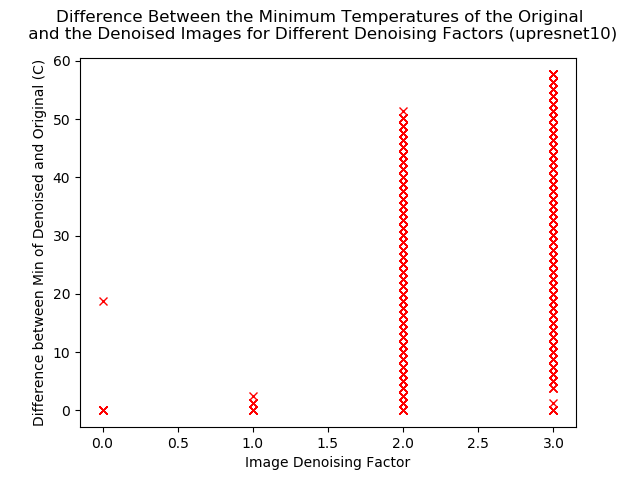 Difference Between the Minimum Temperatures of the Original
and the Denoised Images for Different Denoising Factors (upresnet10)
Difference between Min of Denoised and Original (C)
60
50
40
30
20
10
0
0.0 0.5 1.0 1.5 2.0 2.5 3.0
Image Denoising Factor